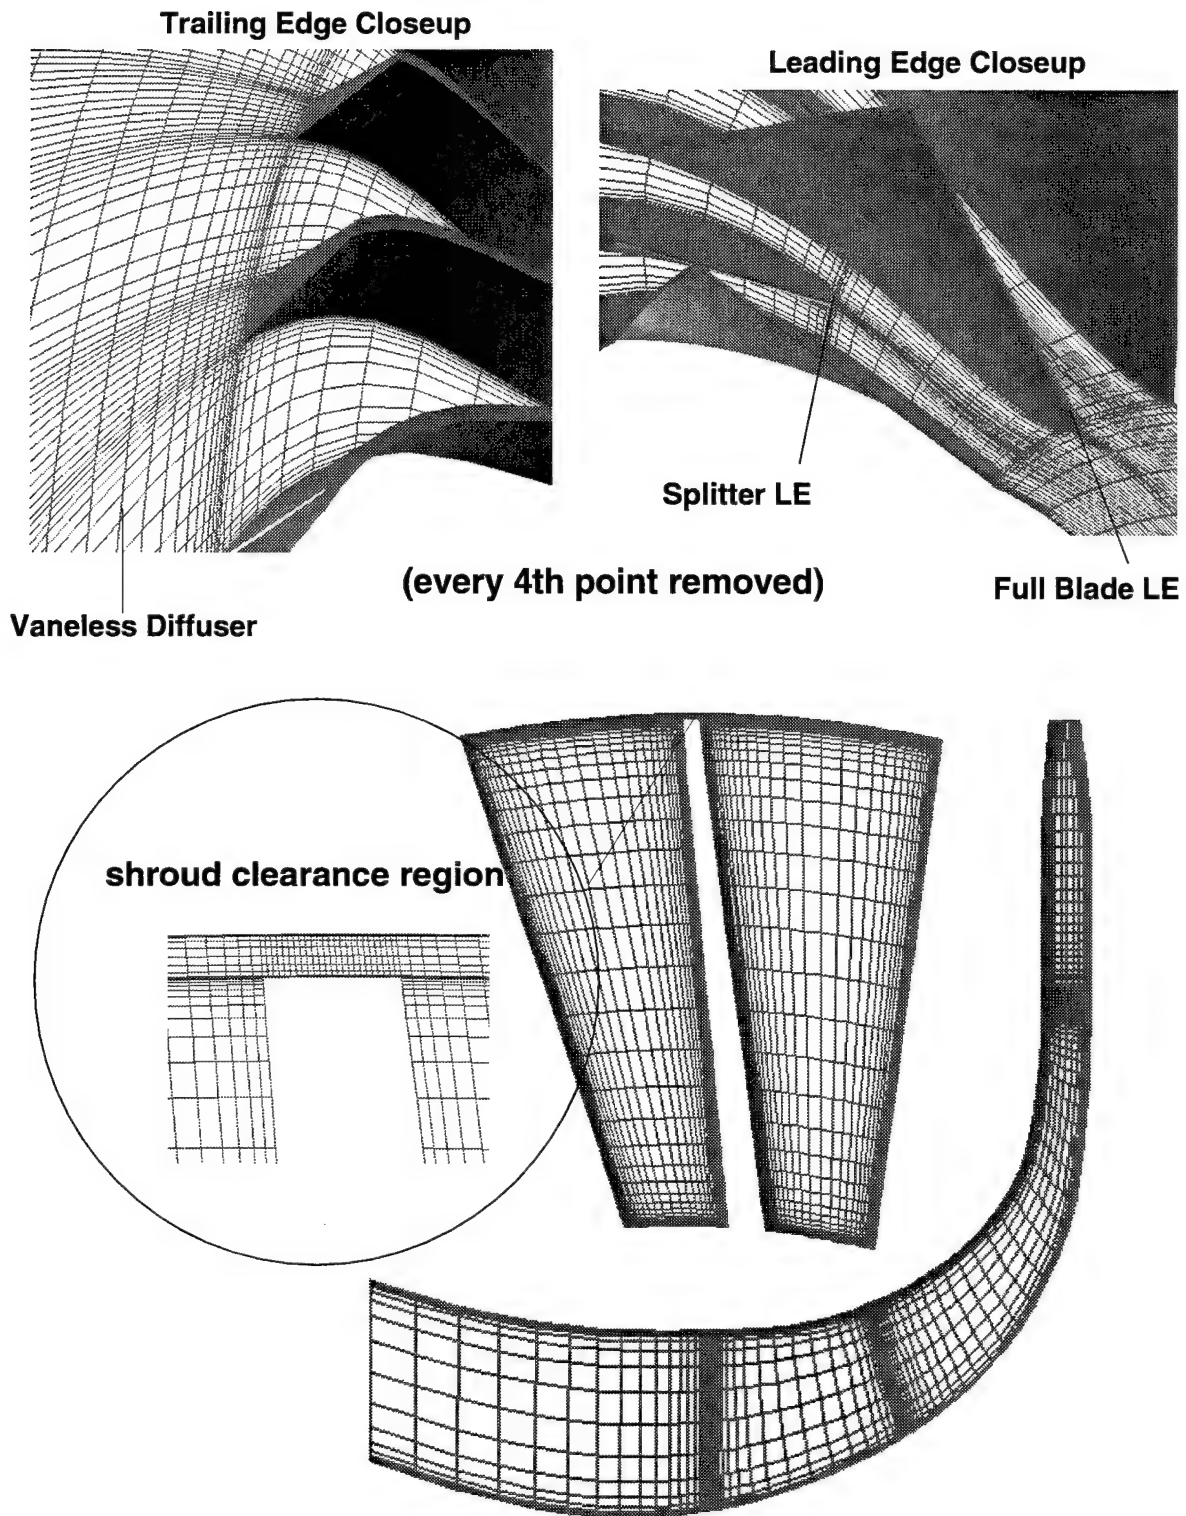 Trailing Edge Closeup
Leading Edge Closeup
Splitter LE
(every 4th point removed)
Full Blade LE
Vaneless Diffuser
shroud clearance region